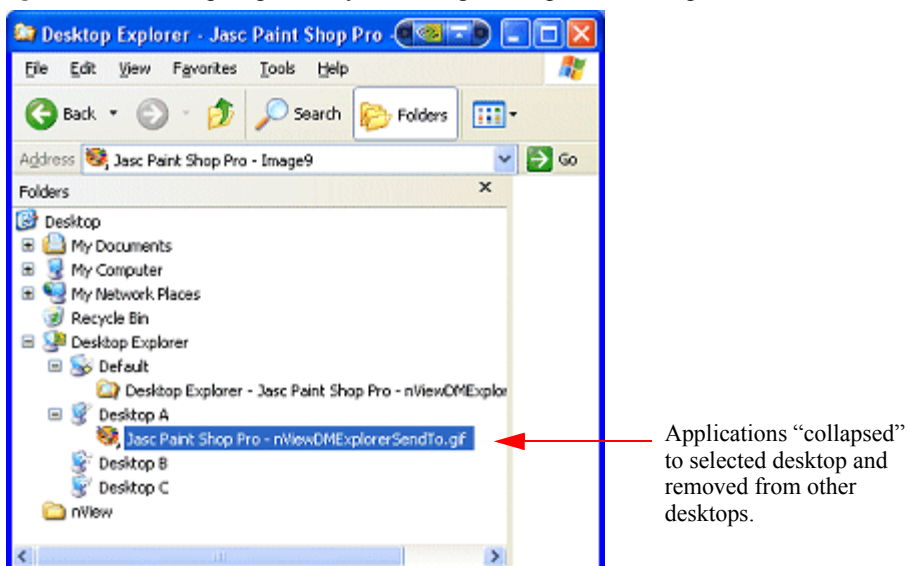 Desktop Explorer - Jasc Paint Shop Pro -
File Edit View Favorites Tools Help
Back Search Folders
Address Jasc Paint Shop Pro - Image9 Go
Folders x
Desktop
My Documents
My Computer
My Network Places
Recycle Bin
Desktop Explorer
Default
Desktop Explorer - Jasc Paint Shop Pro - nViewDMExplor
Desktop A
Jasc Paint Shop Pro - nViewDMExplorerSendTo.gif
Desktop B
Desktop C
nView
Applications “collapsed”
to selected desktop and
removed from other
desktops.